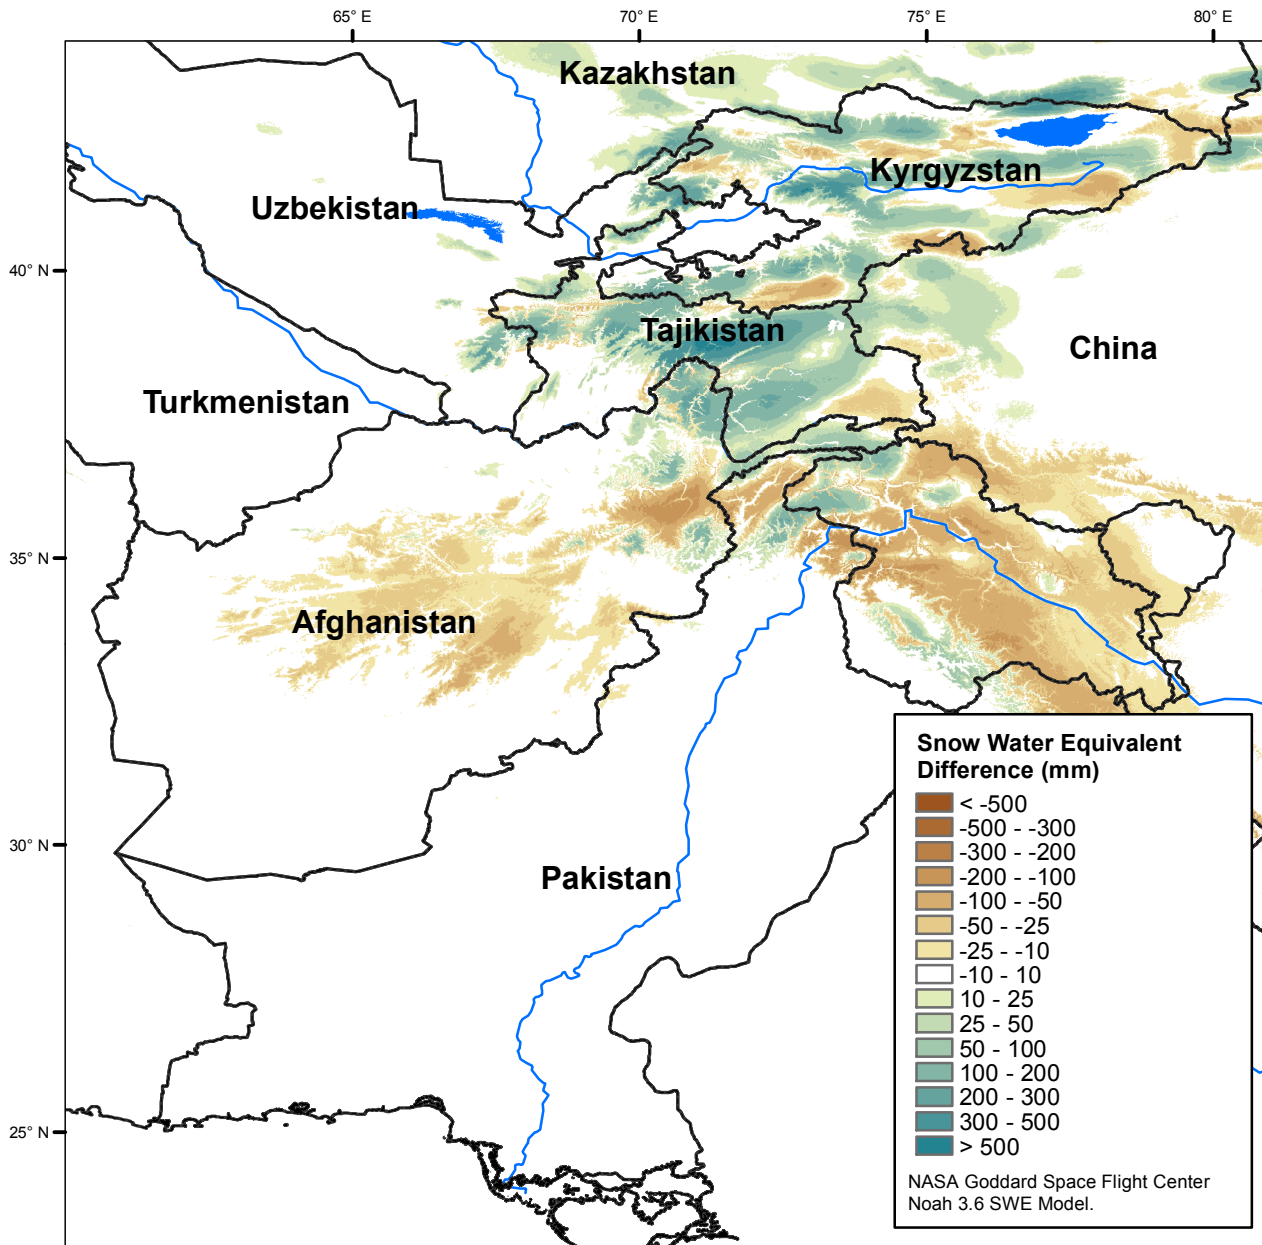 65° E
70° E
75° E
80° E
Kazakhstan
Kyrgyzstan
Uzbekistan
40° N
Tajikistan
China
Turkmenistan
35° N
Afghanistan
Snow Water Equivalent
Difference (mm)
< -500
-500 - -300
-300 - -200
-200 - -100
-100 - -50
-50 - -25
-25 - -10
-10 - 10
10 - 25
25 - 50
50 - 100
100 - 200
200 - 300
300 - 500
> 500
NASA Goddard Space Flight Center
Noah 3.6 SWE Model.
30° N
Pakistan
25° N